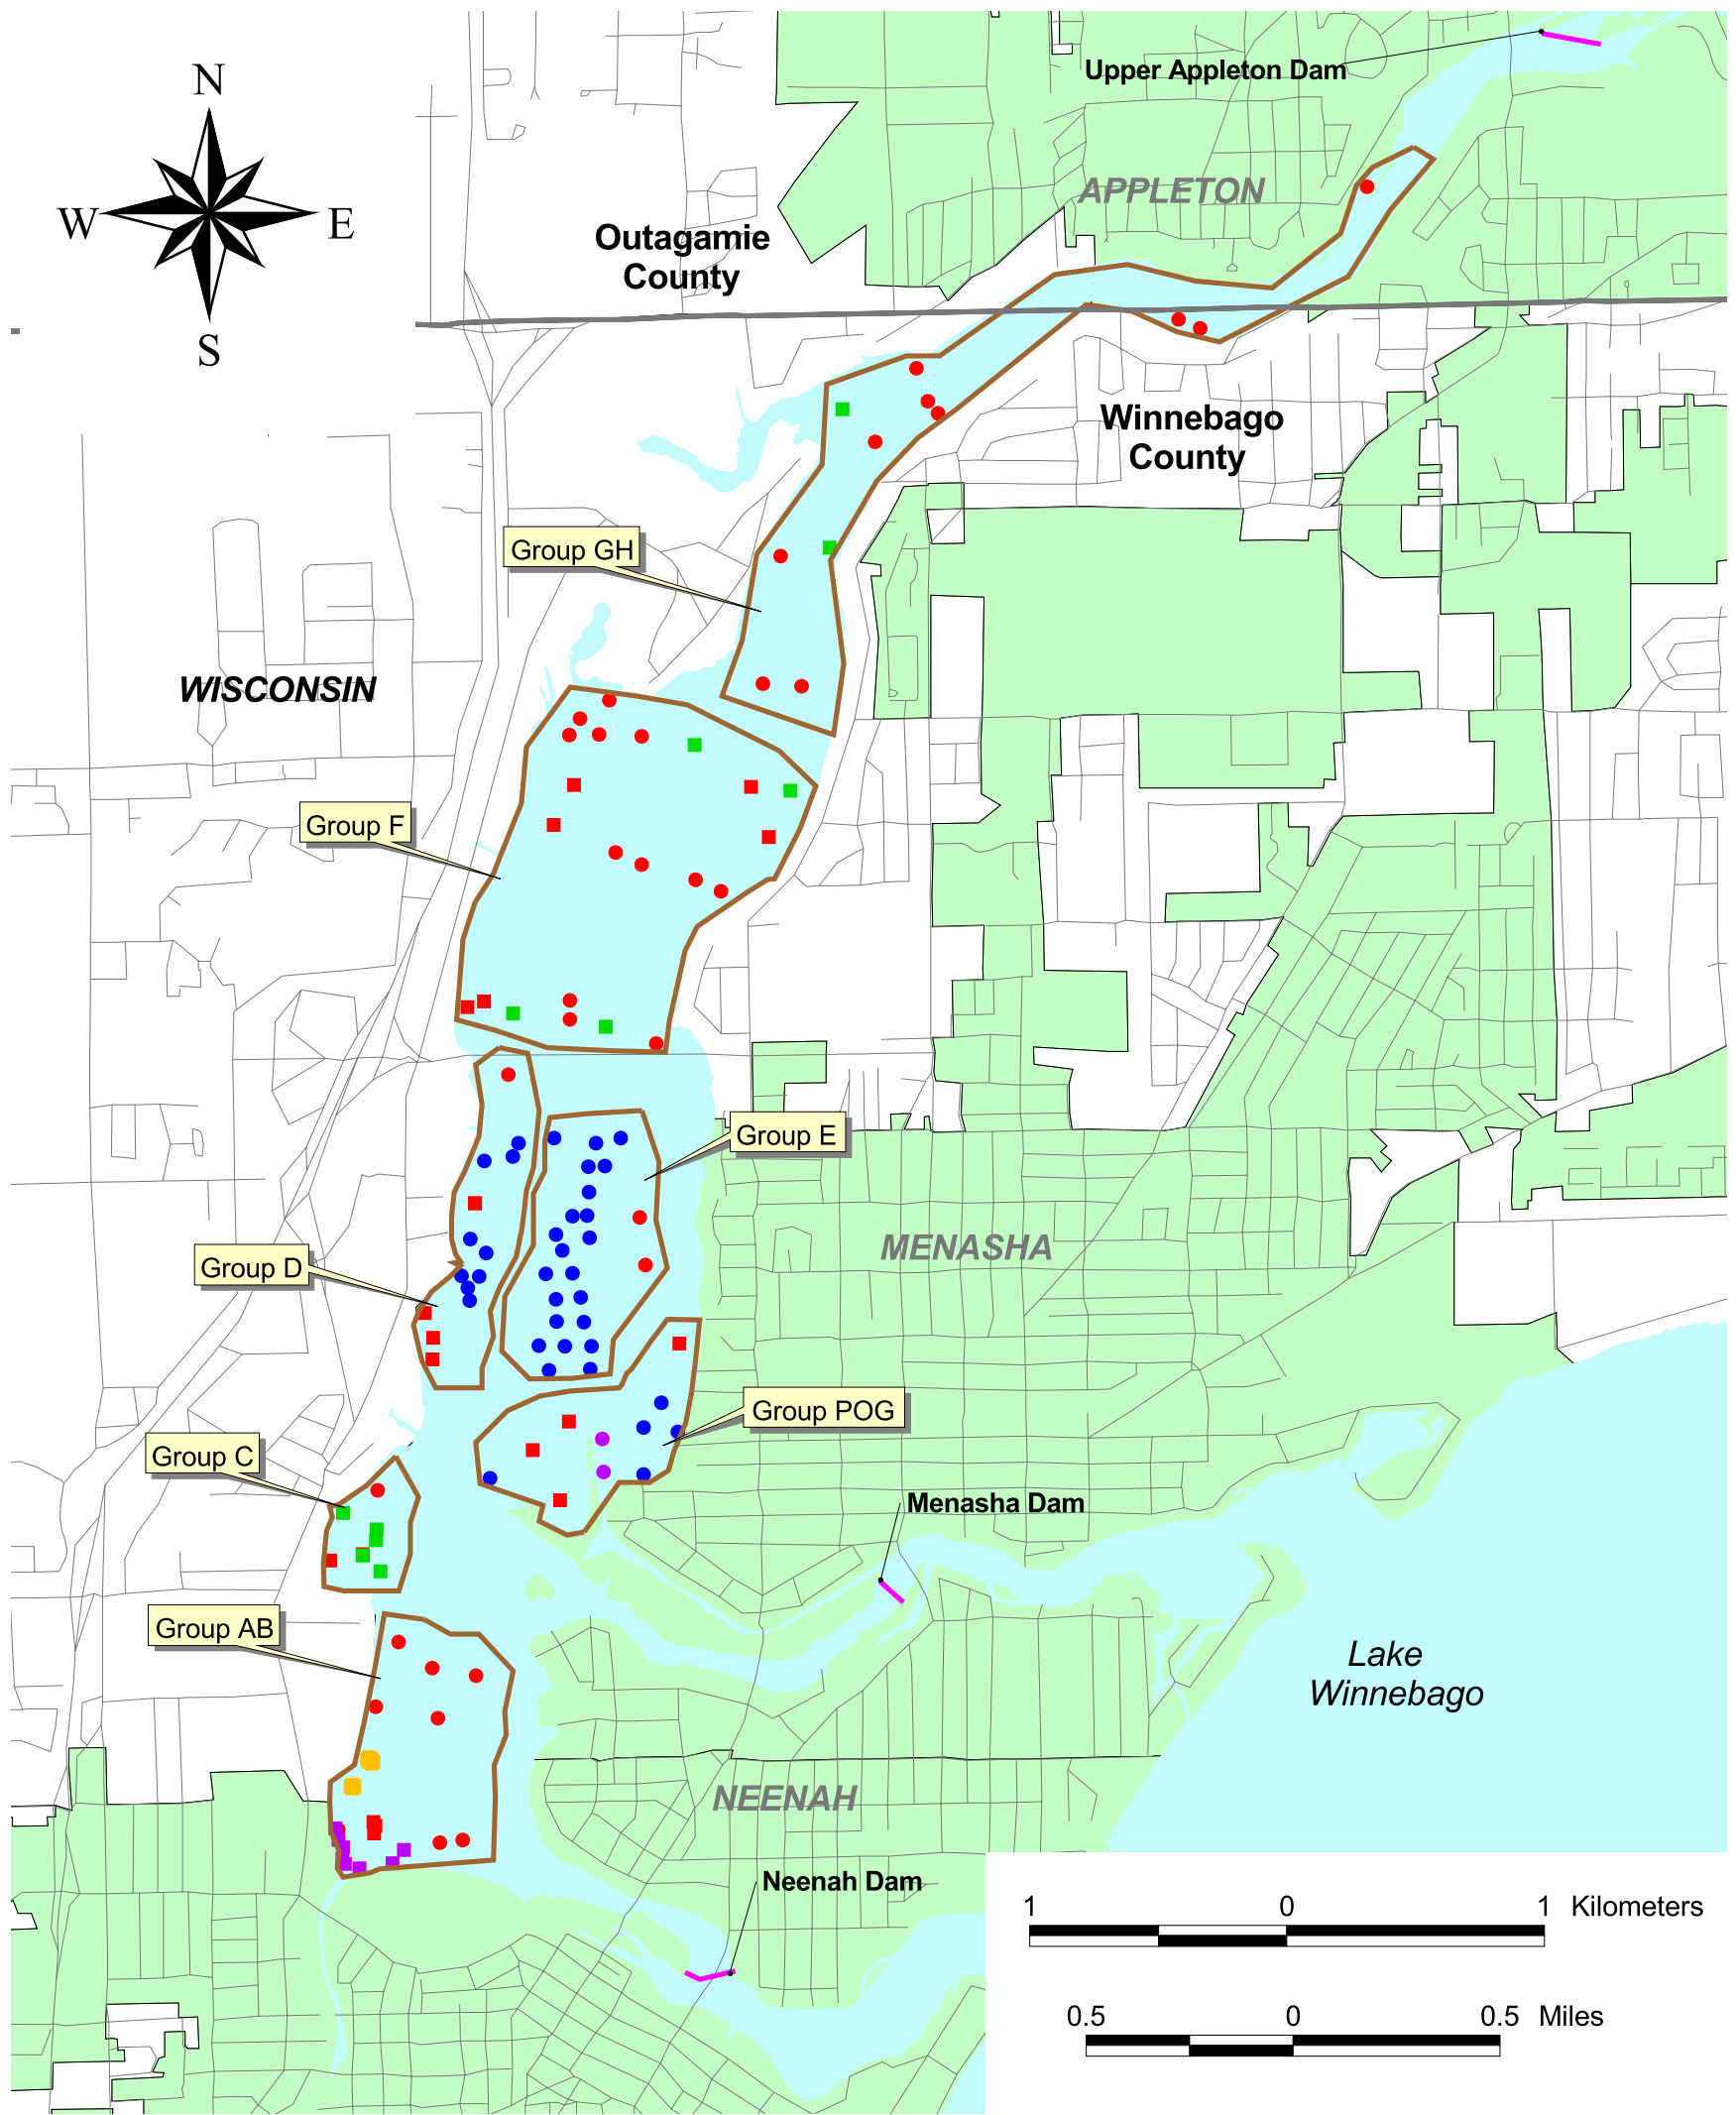 Upper Appleton Dam
N
W
E
S
APPLETON
Outagamie
County
Winnebago
County
Group GH
WISCONSIN
Group F
Group E
MENASHA
Group D
Group POG
Group C
Menasha Dam
Group AB
Lake
Winnebago
NEENAH
Neenah Dam
1 0 1 Kilometers
0.5 0 0.5 Miles